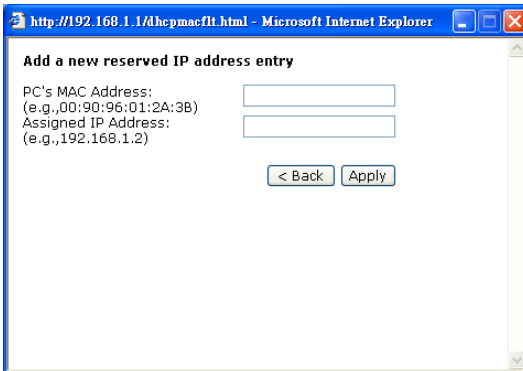 http://192.168.1.1/dhcpmacflt.html - Microsoft Internet Explorer
Add a new reserved IP address entry
PC's MAC Address:
(e.g.,00:90:96:01:2A:3B)
Assigned IP Address:
(e.g.,192.168.1.2)
< Back
Apply